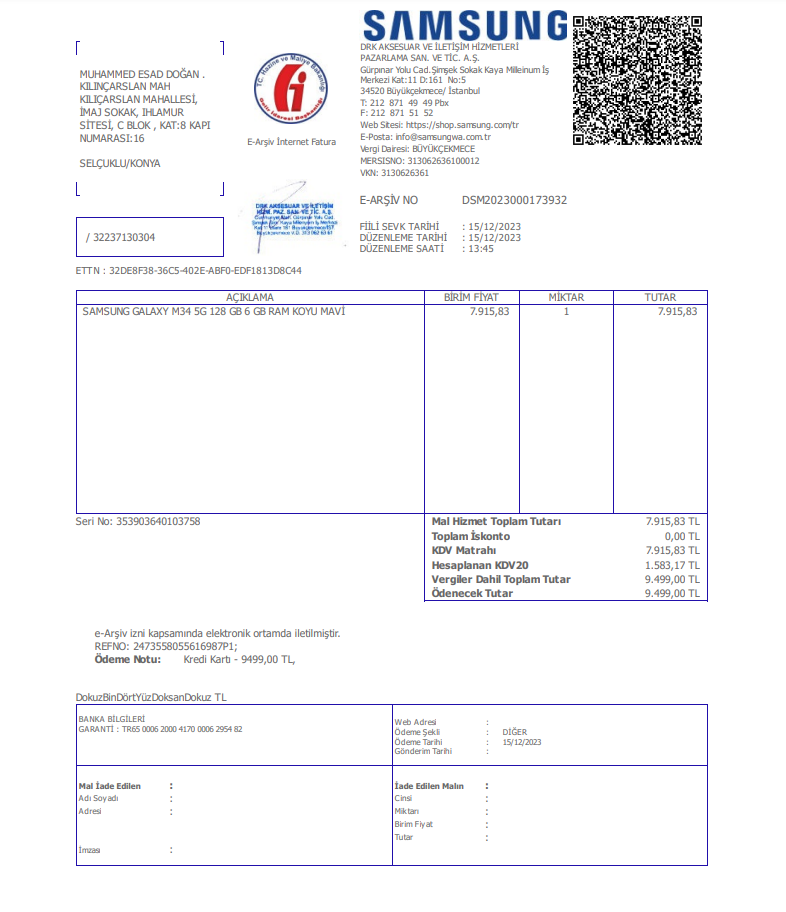 SAMSUNG
MUHAMMED ESAD DOĞAN .
KILINÇARSLAN MAH
KILIÇARSLAN MAHALLESİ,
İMAJ SOKAK, IHLAMUR
SİTESİ, C BLOK , KAT:8 KAPI
NUMARASI:16
SELÇUKLU/KONYA
T.C. Hazine ve Maliye Bakanlığı
Gelir İdaresi Başkanlığı
E-Arşiv İnternet Fatura
DRK AKSESUAR VE İLETİŞİM HİZMETLERİ
PAZARLAMA SAN. VE TİC. A.Ş.
Gürpınar Yolu Cad.Şimşek Sokak Kaya Milleinum İş
Merkezi Kat:11 D:161 No:5
34520 Büyükçekmece/ İstanbul
T: 212 871 49 49 Pbx
F: 212 871 51 52
Web Sitesi: https://shop.samsung.com/tr
E-Posta: info@samsungwa.com.tr
Vergi Dairesi: BÜYÜKÇEKMECE
MERSISNO: 313062636100012
VKN: 3130626361
DRK AKSESUAR VE İLETİŞİM
HİZM. PAZ. SAN. VE TİC. A.Ş.
/ 32237130304
E-ARŞİV NO DSM2023000173932
FİİLİ SEVK TARİHİ : 15/12/2023
DÜZENLEME TARİHİ : 15/12/2023
DÜZENLEME SAATİ : 13:45
ETTN : 32DE8F38-36C5-402E-ABF0-EDF1813D8C44
AÇIKLAMA BİRİM FİYAT MİKTAR TUTAR
SAMSUNG GALAXY M34 5G 128 GB 6 GB RAM KOYU MAVİ 7.915,83 1 7.915,83
Seri No: 353903640103758
Mal Hizmet Toplam Tutarı 7.915,83 TL
Toplam İskonto 0,00 TL
KDV Matrahı 7.915,83 TL
Hesaplanan KDV20 1.583,17 TL
Vergiler Dahil Toplam Tutar 9.499,00 TL
Ödenecek Tutar 9.499,00 TL
e-Arşiv izni kapsamında elektronik ortamda iletilmiştir.
REFNO: 2473558055616987P1;
Ödeme Notu: Kredi Kartı - 9499,00 TL,
DokuzBinDörtYüzDoksanDokuz TL
BANKA BİLGİLERİ
GARANTİ : TR65 0006 2000 4170 0006 2954 82
Web Adresi :
Ödeme Şekli : DİĞER
Ödeme Tarihi : 15/12/2023
Gönderim Tarihi :
Mal İade Edilen :
Adı Soyadı :
Adresi :
İmzası :
İade Edilen Malın :
Cinsi :
Miktarı :
Birim Fiyat :
Tutar :